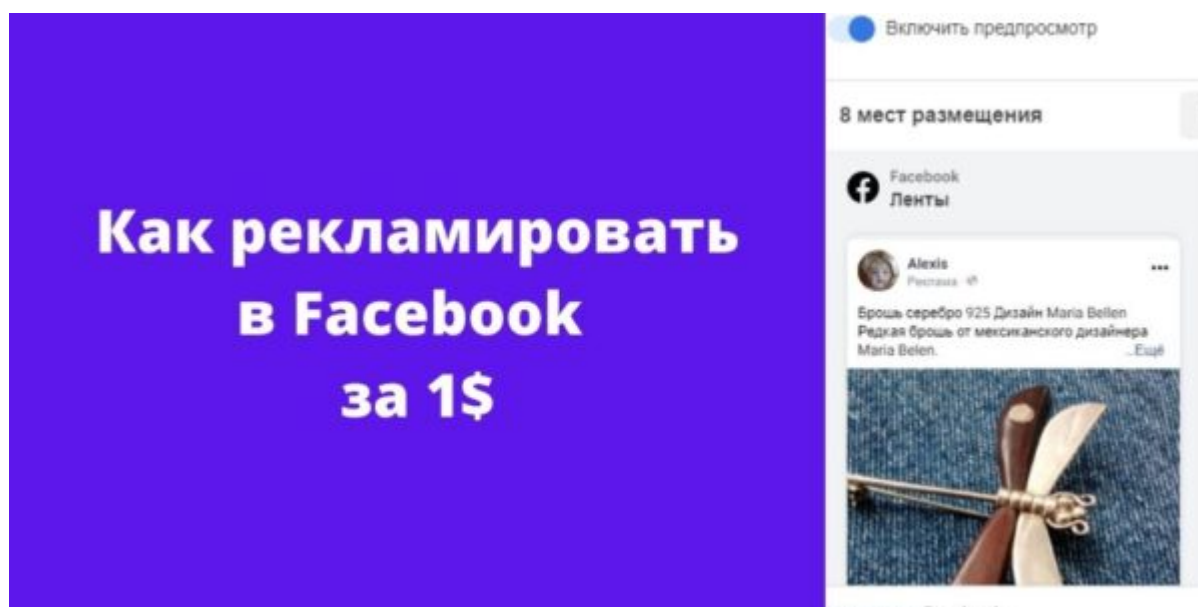 Как рекламировать
в Facebook
за 1$
Включить предпросмотр
8 мест размещения
Facebook
Ленты
Alexis
Реклама
Брошь серебро 925 Дизайн Maria Bellen
Редкая брошь от мексиканского дизайнера
Maria Belen.
...Ещё